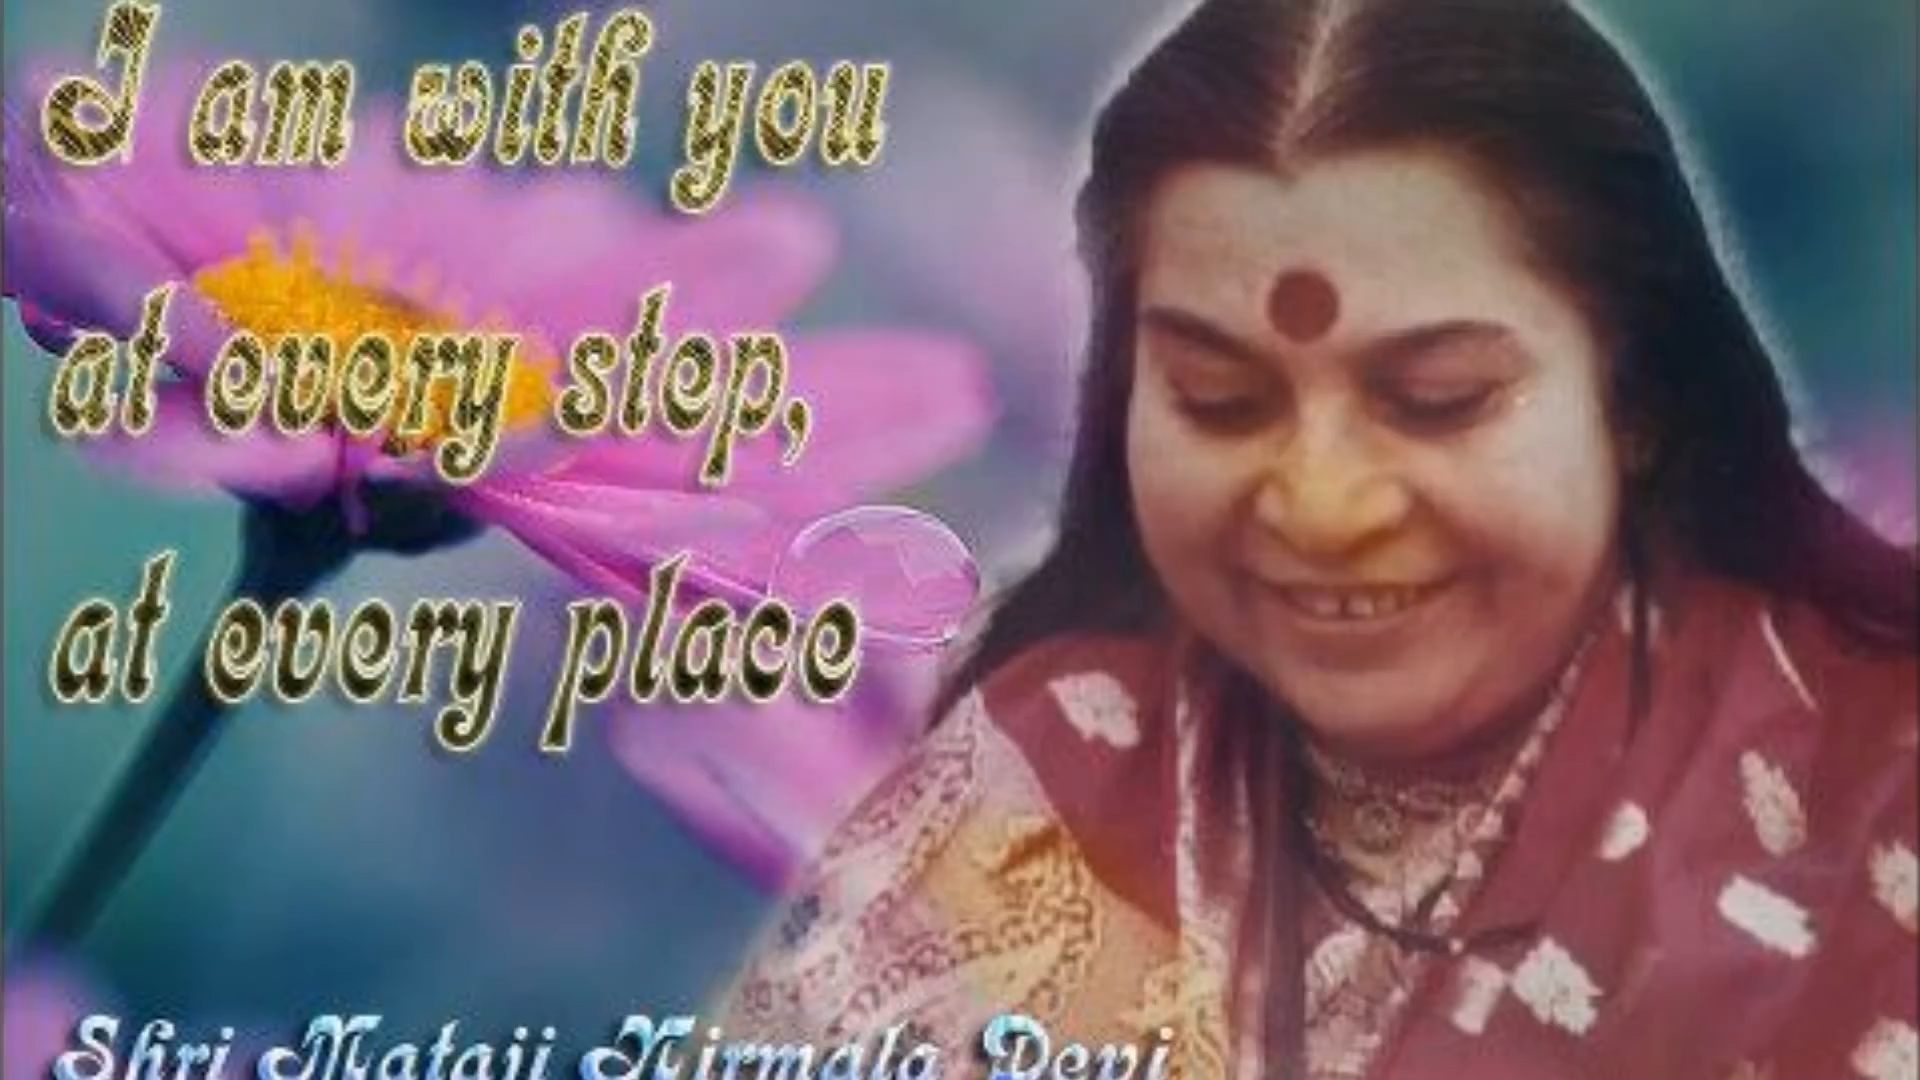 I am with you
at every step,
at every place
Shri Mataji Nirmala Devi